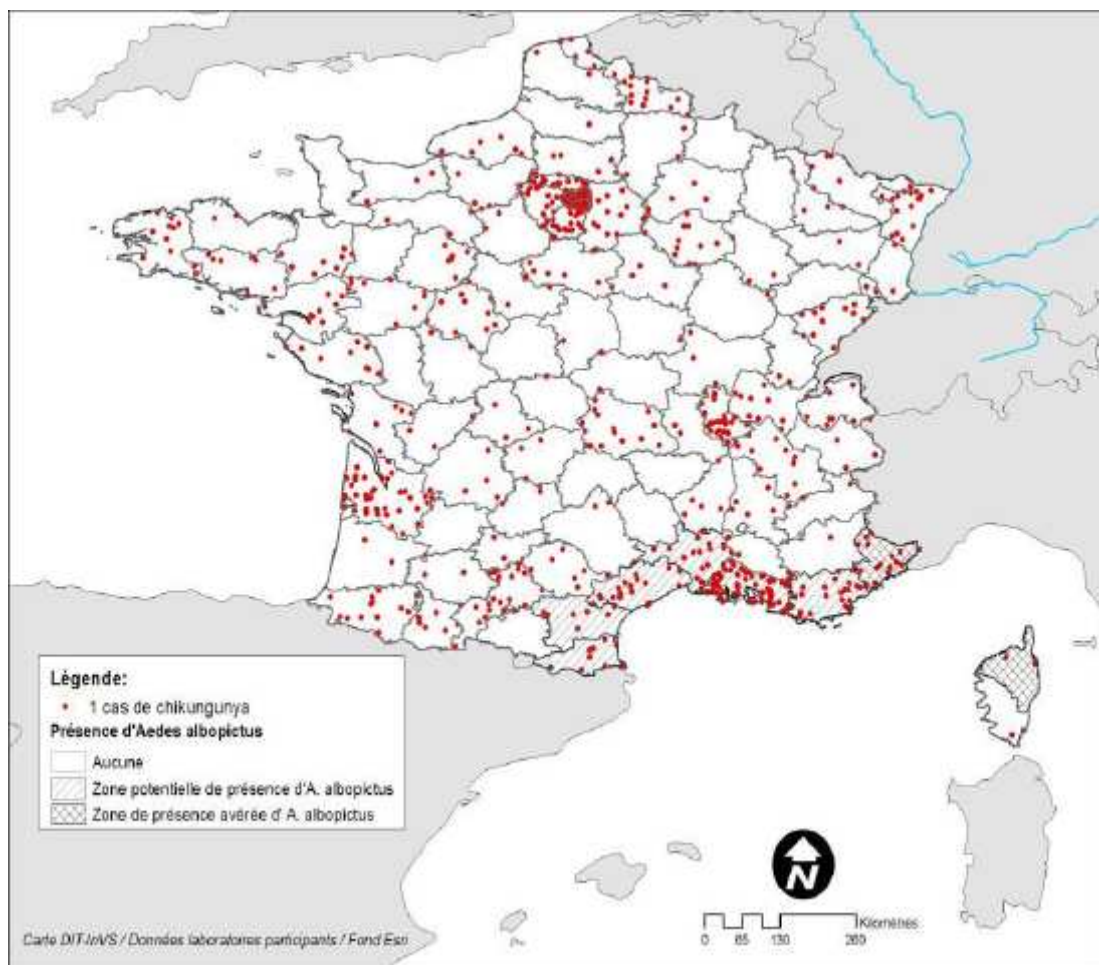 Légende:
1 cas de chikungunya
Présence d'Aedes albopictus
Aucune
Zone potentielle de présence d'A. albopictus
Zone de présence avérée d' A. albopictus
N
Kilomènes
0 65 130 260
Carte DIT-InVS / Données laboratoires participants / Fond Esri